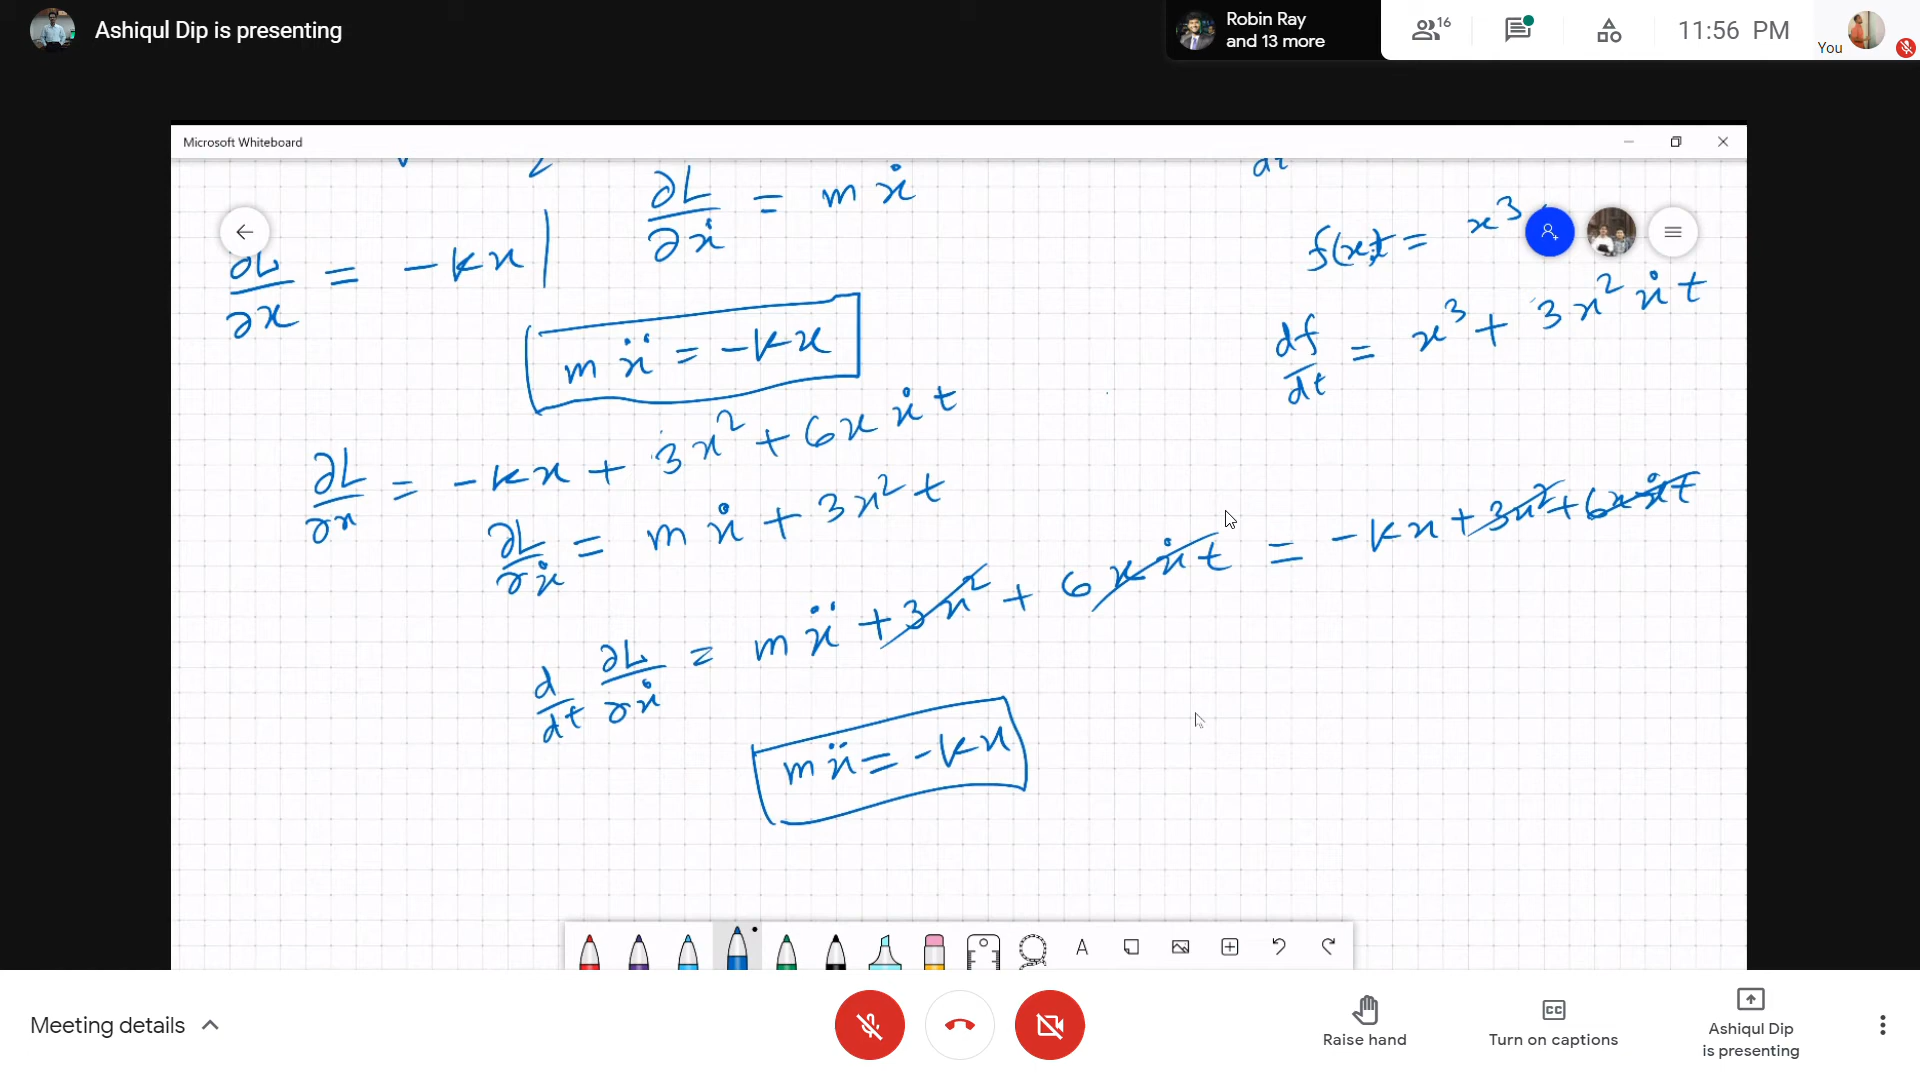 Ashiqul Dip is presenting
Robin Ray
and 13 more
16
11:56 PM
You
Microsoft Whiteboard
∂L/∂ẋ = mẋ
∂L/∂x = -kx
mẍ = -kx
f(x,t = x³
df/dt = x³ + 3x²ẋt
∂L/∂x = -kx + 3x² + 6xẋt
∂L/∂ẋ = mẋ + 3x²t
d/dt ∂L/∂ẋ = mẍ + 3x² + 6xẋt = -kx + 3x² + 6xẋt
mẍ = -kx
A
Meeting details
Raise hand
CC
Turn on captions
Ashiqul Dip
is presenting